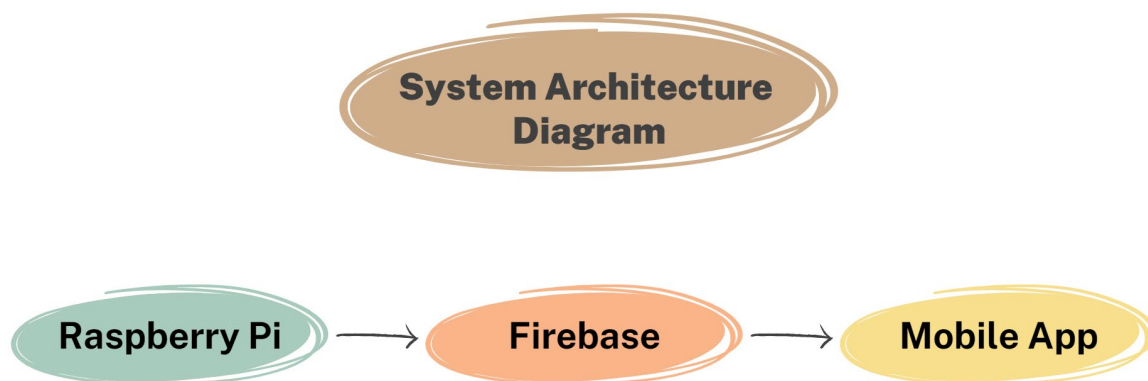 System Architecture
Diagram
Raspberry Pi
Firebase
Mobile App